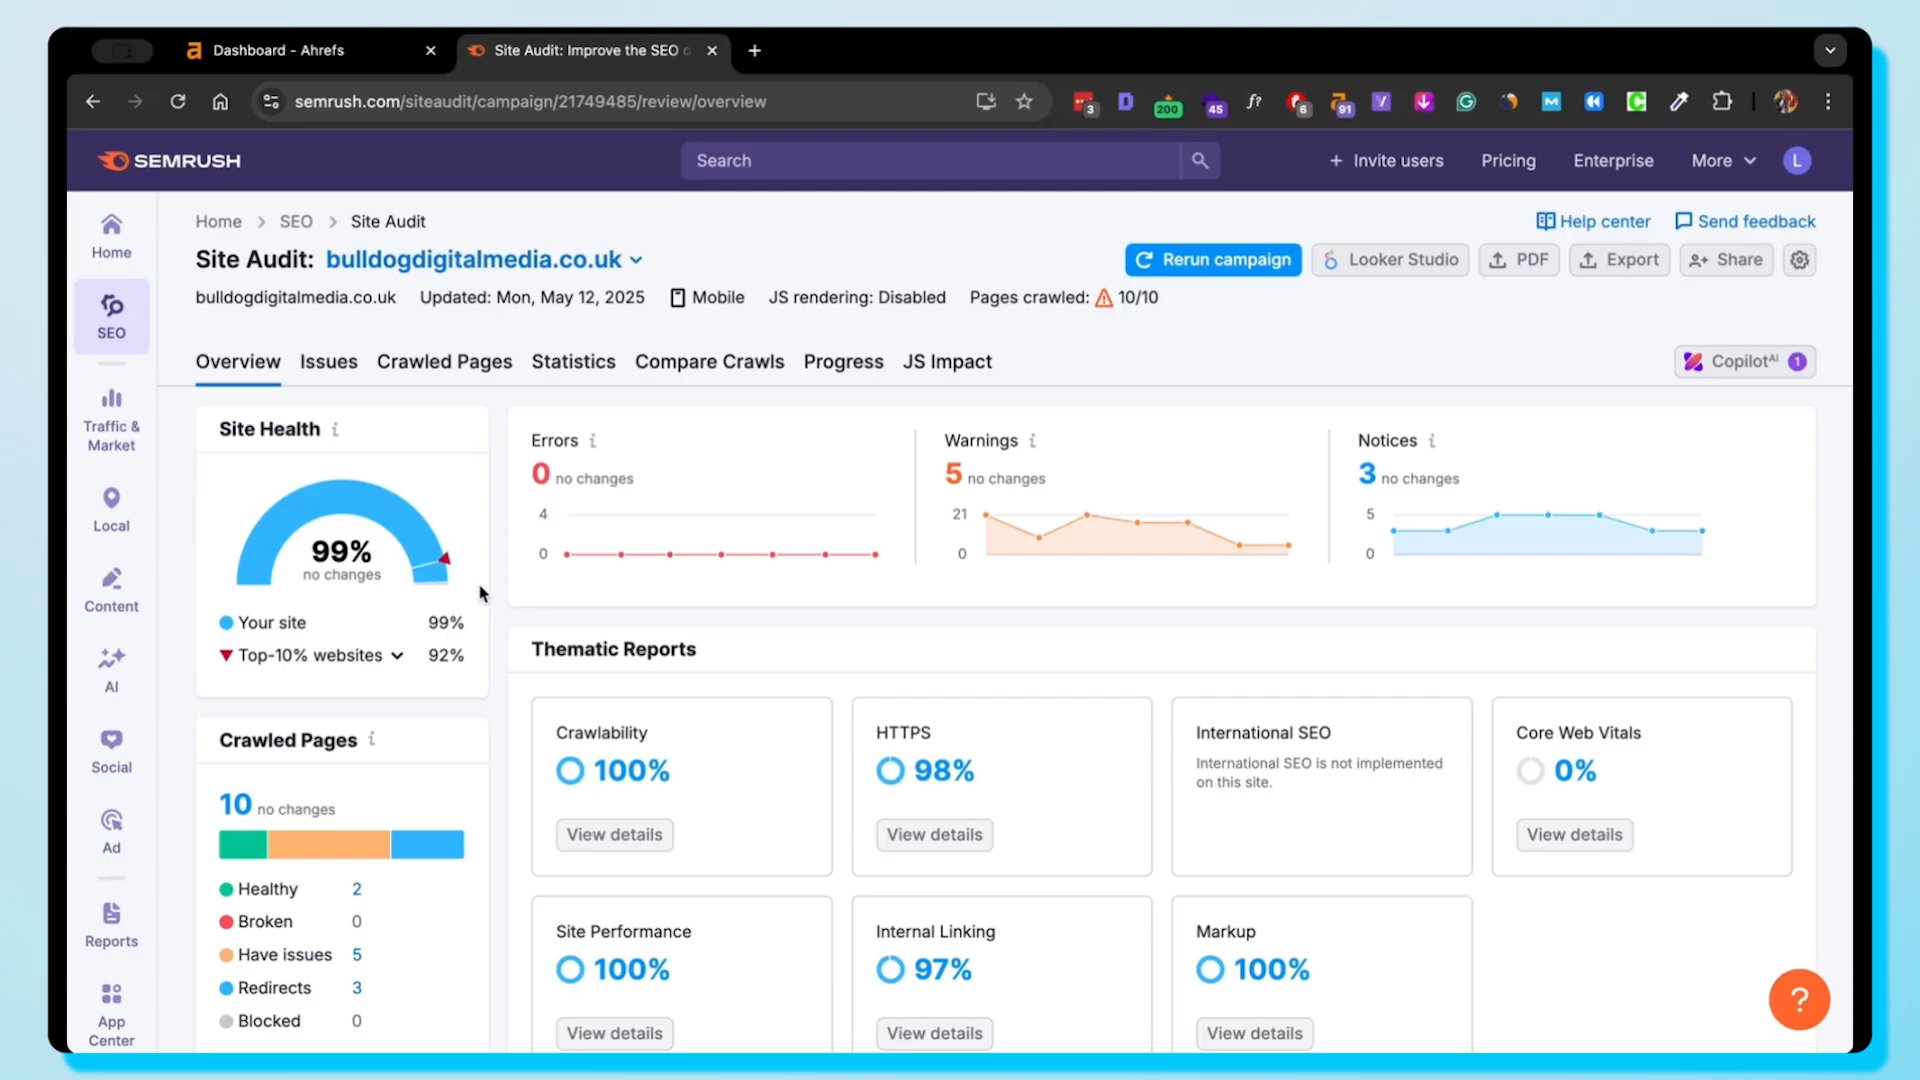 Dashboard - Ahrefs
Site Audit: Improve the SEO o
semrush.com/siteaudit/campaign/21749485/review/overview
3
200
45
f?
6
91
V
M
SEMRUSH
Search
+ Invite users
Pricing
Enterprise
More
L
Home
SEO
Traffic &
Market
Local
Content
AI
Social
Ad
Reports
App
Center
Home > SEO > Site Audit
Help center
Send feedback
Site Audit: bulldogdigitalmedia.co.uk
Rerun campaign
Looker Studio
PDF
Export
Share
bulldogdigitalmedia.co.uk
Updated: Mon, May 12, 2025
Mobile
JS rendering: Disabled
Pages crawled: 10/10
Overview
Issues
Crawled Pages
Statistics
Compare Crawls
Progress
JS Impact
Copilot AI 1
Site Health i
99%
no changes
Your site 99%
Top-10% websites 92%
Errors i
0 no changes
4
0
Warnings i
5 no changes
21
0
Notices i
3 no changes
5
0
Crawled Pages i
10 no changes
Healthy 2
Broken 0
Have issues 5
Redirects 3
Blocked 0
Thematic Reports
Crawlability
100%
View details
HTTPS
98%
View details
International SEO
International SEO is not implemented
on this site.
Core Web Vitals
0%
View details
Site Performance
100%
View details
Internal Linking
97%
View details
Markup
100%
View details
?